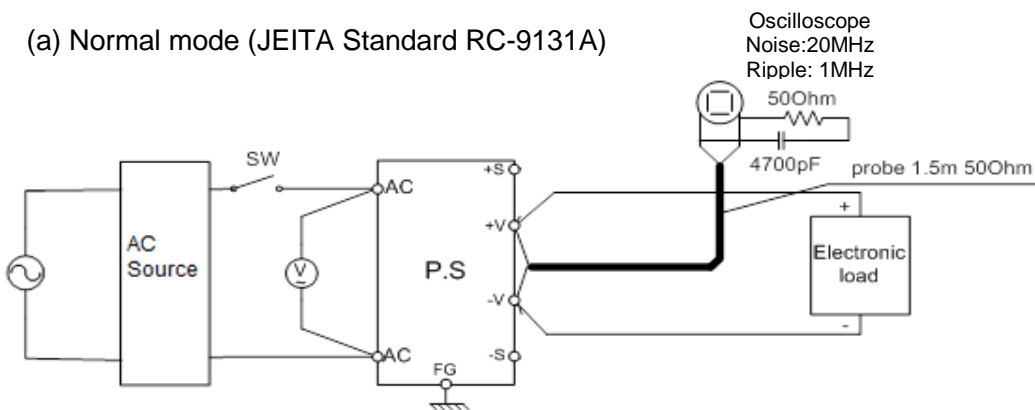 (a) Normal mode (JEITA Standard RC-9131A)
Oscilloscope
Noise:20MHz
Ripple: 1MHz
50Ohm
4700pF
probe 1.5m 50Ohm
SW
AC
Source
AC
V
AC
P.S
+S
+V
-V
-S
FG
+
Electronic
load
-